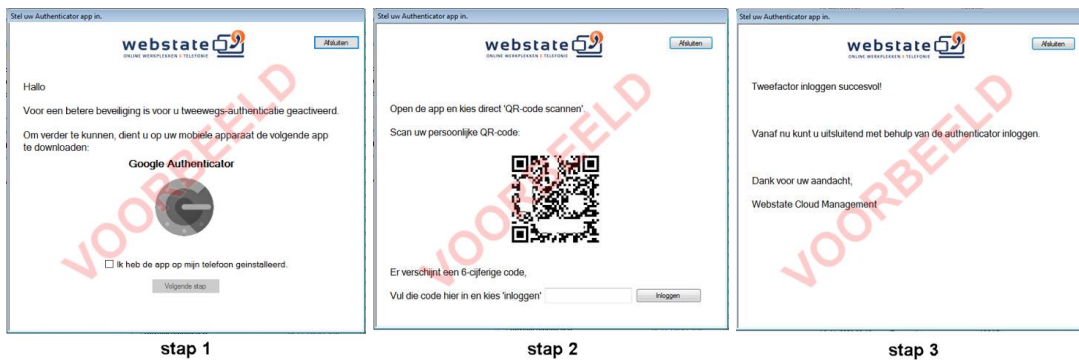 Stel uw Authenticator app in.
webstate
ONLINE WERKPLEKKEN & TELEFONIE
Afsluiten
Hallo
Voor een betere beveiliging is voor u tweewegs-authenticatie geactiveerd.
Om verder te kunnen, dient u op uw mobiele apparaat de volgende app
te downloaden:
Google Authenticator
Ik heb de app op mijn telefoon geinstalleerd.
Volgende stap
VOORBEELD
stap 1
Stel uw Authenticator app in.
webstate
ONLINE WERKPLEKKEN & TELEFONIE
Afsluiten
Open de app en kies direct 'QR-code scannen'.
Scan uw persoonlijke QR-code:
Er verschijnt een 6-cijferige code,
Vul die code hier in en kies 'inloggen'
Inloggen
VOORBEELD
stap 2
Stel uw Authenticator app in.
webstate
ONLINE WERKPLEKKEN & TELEFONIE
Afsluiten
Tweefactor inloggen succesvol!
Vanaf nu kunt u uitsluitend met behulp van de authenticator inloggen.
Dank voor uw aandacht,
Webstate Cloud Management
VOORBEELD
stap 3